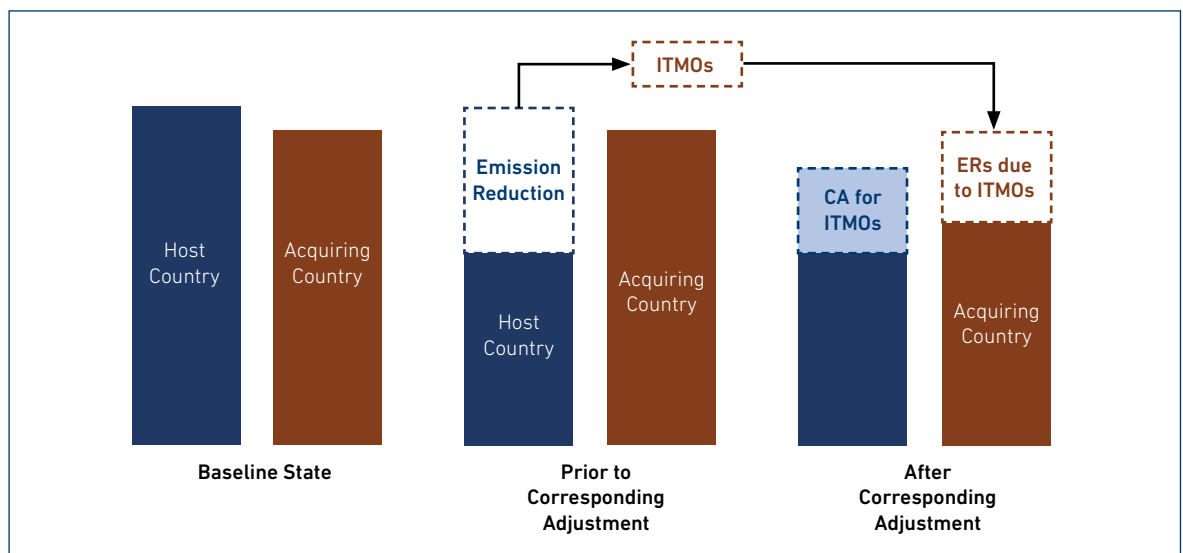 ITMOs
Host
Country
Acquiring
Country
Emission
Reduction
Host
Country
Acquiring
Country
CA for
ITMOs
ERs due
to ITMOs
Acquiring
Country
Baseline State
Prior to
Corresponding
Adjustment
After
Corresponding
Adjustment